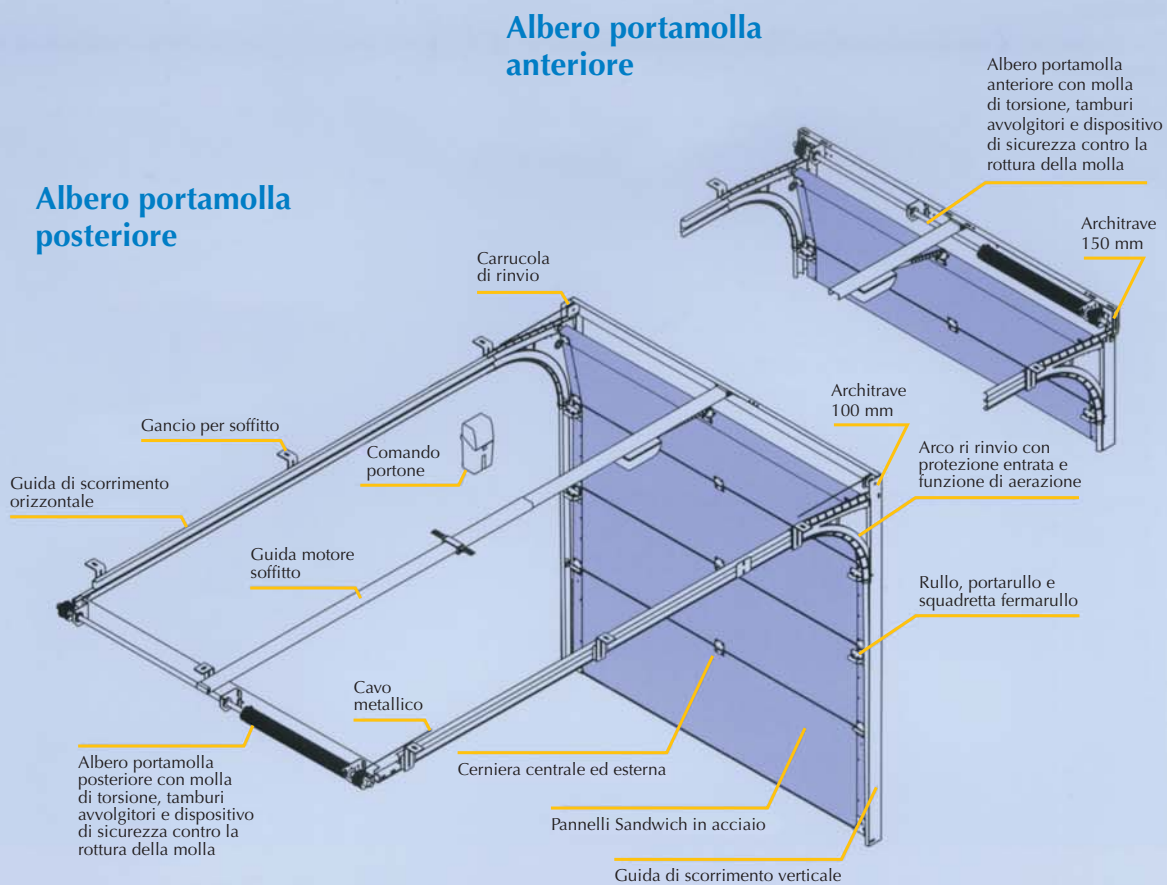 Albero portamolla
anteriore
Albero portamolla
anteriore con molla
di torsione, tamburi
avvolgitori e dispositivo
di sicurezza contro la
rottura della molla
Albero portamolla
posteriore
Architrave
150 mm
Carrucola
di rinvio
Architrave
100 mm
Gancio per soffitto
Comando
portone
Arco ri rinvio con
protezione entrata e
funzione di aerazione
Guida di scorrimento
orizzontale
Guida motore
soffitto
Rullo, portarullo e
squadretta fermarullo
Cavo
metallico
Albero portamolla
posteriore con molla
di torsione, tamburi
avvolgitori e dispositivo
di sicurezza contro la
rottura della molla
Cerniera centrale ed esterna
Pannelli Sandwich in acciaio
Guida di scorrimento verticale